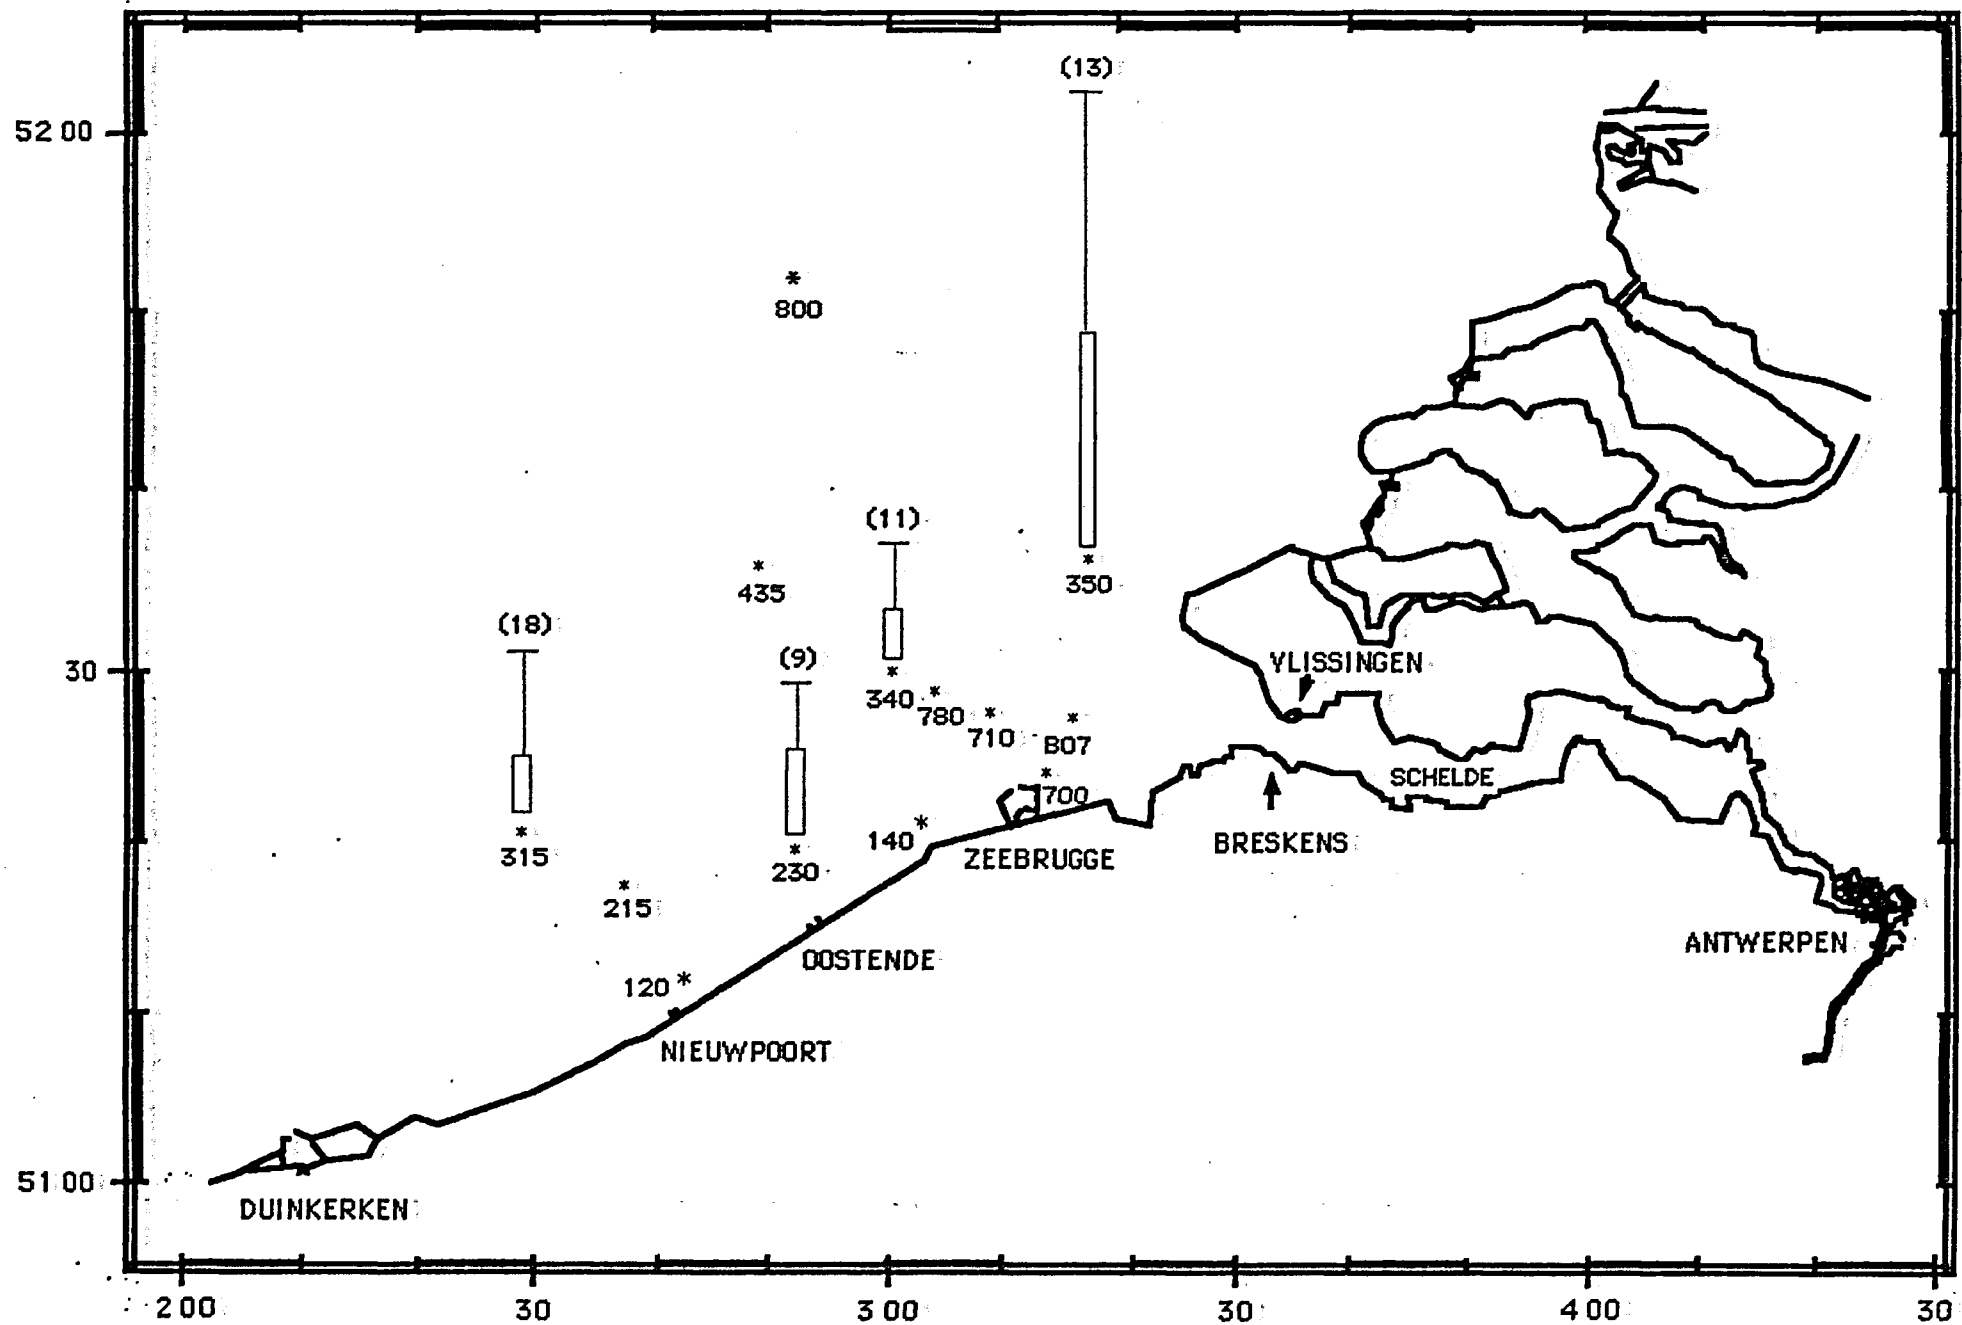 (13)
52 00
800
(11)
435
350
(18)
(9)
VLISSINGEN
30
340
780
710
B07
SCHELDE
700
140
BRESKENS
315
230
ZEEBRUGGE
215
ANTWERPEN
OOSTENDE
120
NIEUWPOORT
51 00
DUINKERKEN
2 00 30 3 00 30 4 00 30